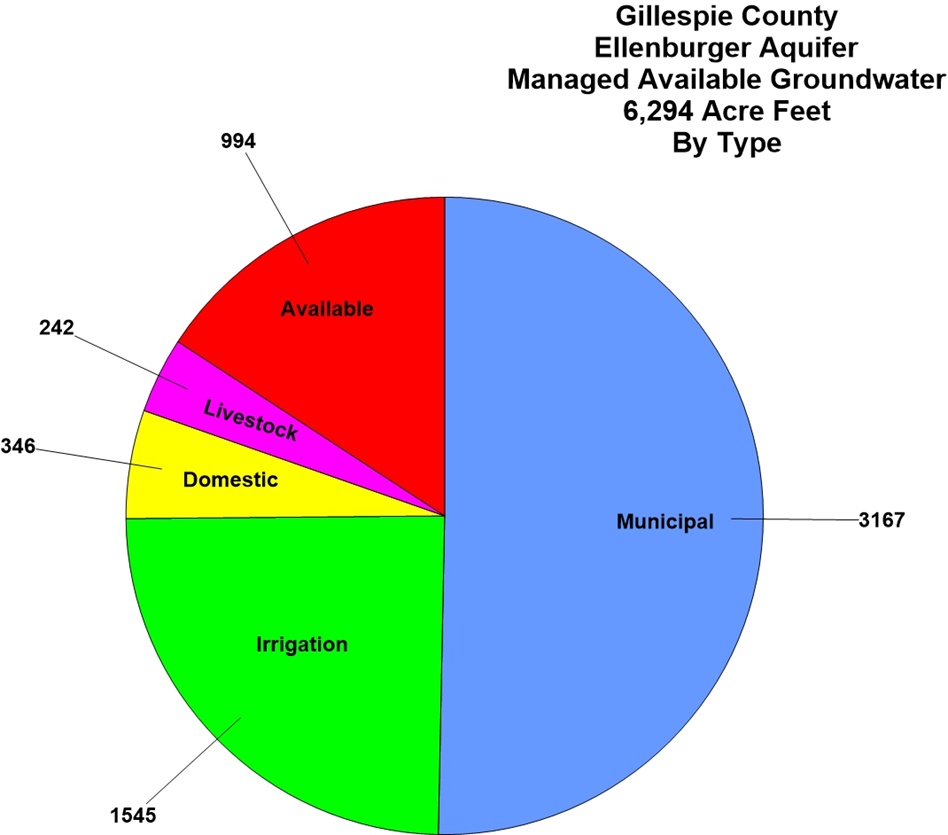 Gillespie County
Ellenburger Aquifer
Managed Available Groundwater
6,294 Acre Feet
By Type
994
Available
242
Livestock
346
Domestic
Municipal
3167
Irrigation
1545